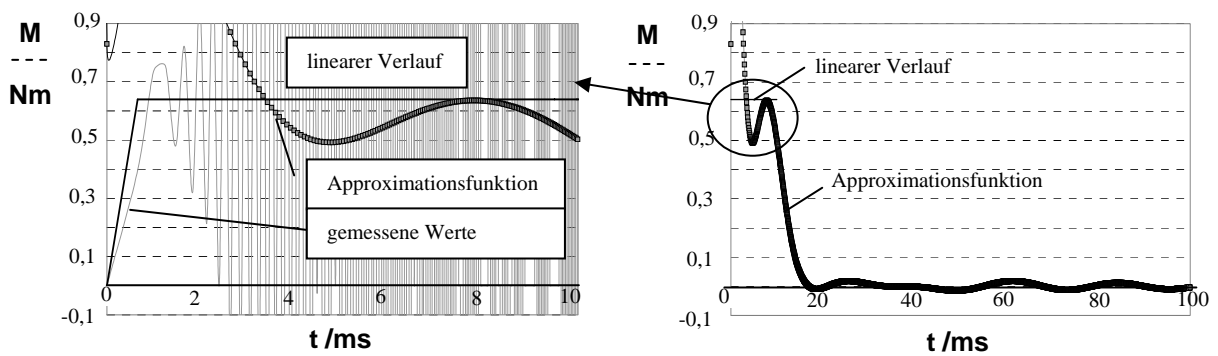 M
Nm
0,9
0,7
0,5
0,3
0,1
-0,1
0
2
4
6
8
10
t /ms
linearer Verlauf
Approximationsfunktion
gemessene Werte
M
Nm
0,9
0,7
0,5
0,3
0,1
-0,1
0
20
40
60
80
100
t /ms
linearer Verlauf
Approximationsfunktion